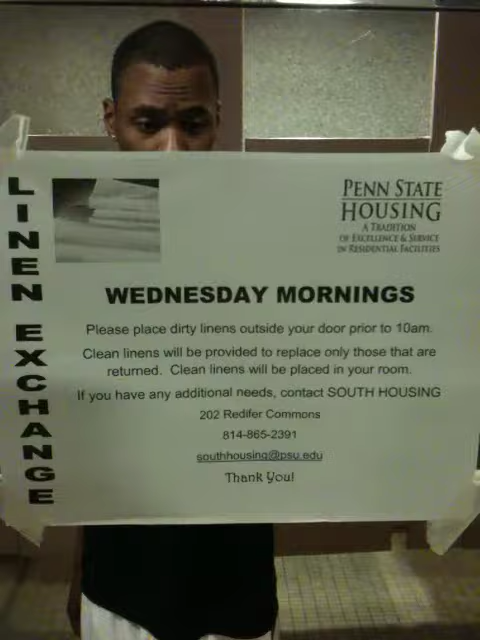 LINEN EXCHANGE
PENN STATE
HOUSING
A TRADITION
OF EXCELLENCE & SERVICE
IN RESIDENTIAL FACILITIES
WEDNESDAY MORNINGS
Please place dirty linens outside your door prior to 10am.
Clean linens will be provided to replace only those that are
returned. Clean linens will be placed in your room.
If you have any additional needs, contact SOUTH HOUSING
202 Redifer Commons
814-865-2391
southhousing@psu.edu
Thank You!